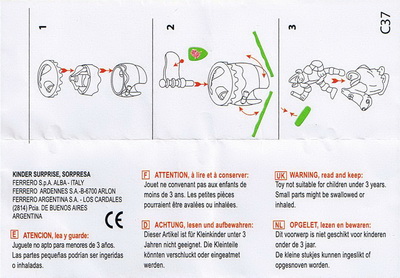 1
2
3
C37
KINDER SURPRISE, SORPRESA
FERRERO S.p.A. ALBA - ITALY
FERRERO ARDENNES S.A.-B-6700 ARLON
FERRERO ARGENTINA S.A. - LOS CARDALES
(2814) Pcia. DE BUENOS AIRES
ARGENTINA
CE
E ATENCION, lea y guarde:
Juguete no apto para menores de 3 años.
Las partes pequeñas podrían ser ingeridas
o inhaladas.
F ATTENTION, à lire et à conserver:
Jouet ne convenant pas aux enfants de
moins de 3 ans. Les petites pièces
pourraient être ingérées ou inhalées.
D ACHTUNG, lesen und aufbewahren:
Dieser Artikel ist für Kleinkinder unter 3
Jahren nicht geeignet. Die Kleinteile
könnten verschluckt oder eingeatmet
werden.
UK WARNING, read and keep:
Toy not suitable for children under 3 years.
Small parts might be swallowed or
inhaled.
NL OPGELET, lezen en bewaren:
Dit voorwerp is niet geschikt voor kinderen
onder de 3 jaar.
De kleine stukjes kunnen ingeslikt of
opgesnoven worden.